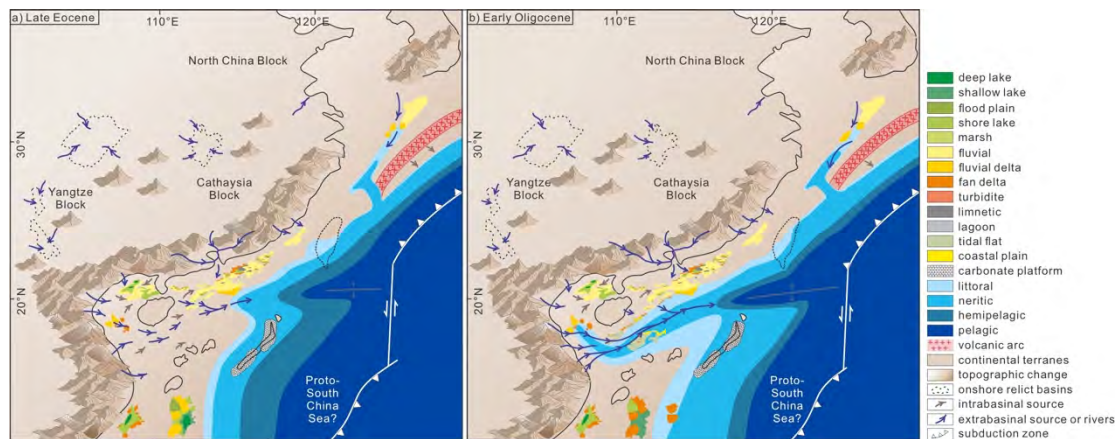 a) Late Eocene
110°E
120°E
North China Block
30°N
Yangtze
Block
Cathaysia
Block
20°N
Proto-
South
China
Sea?
b) Early Oligocene
110°E
120°E
North China Block
30°N
Yangtze
Block
Cathaysia
Block
20°N
Proto-
South China
Sea?
deep lake
shallow lake
flood plain
shore lake
marsh
fluvial
fluvial delta
fan delta
turbidite
limnetic
lagoon
tidal flat
coastal plain
carbonate platform
littoral
neritic
hemipelagic
pelagic
volcanic arc
continental terranes
topographic change
onshore relict basins
intrabasinal source
extrabasinal source or rivers
subduction zone